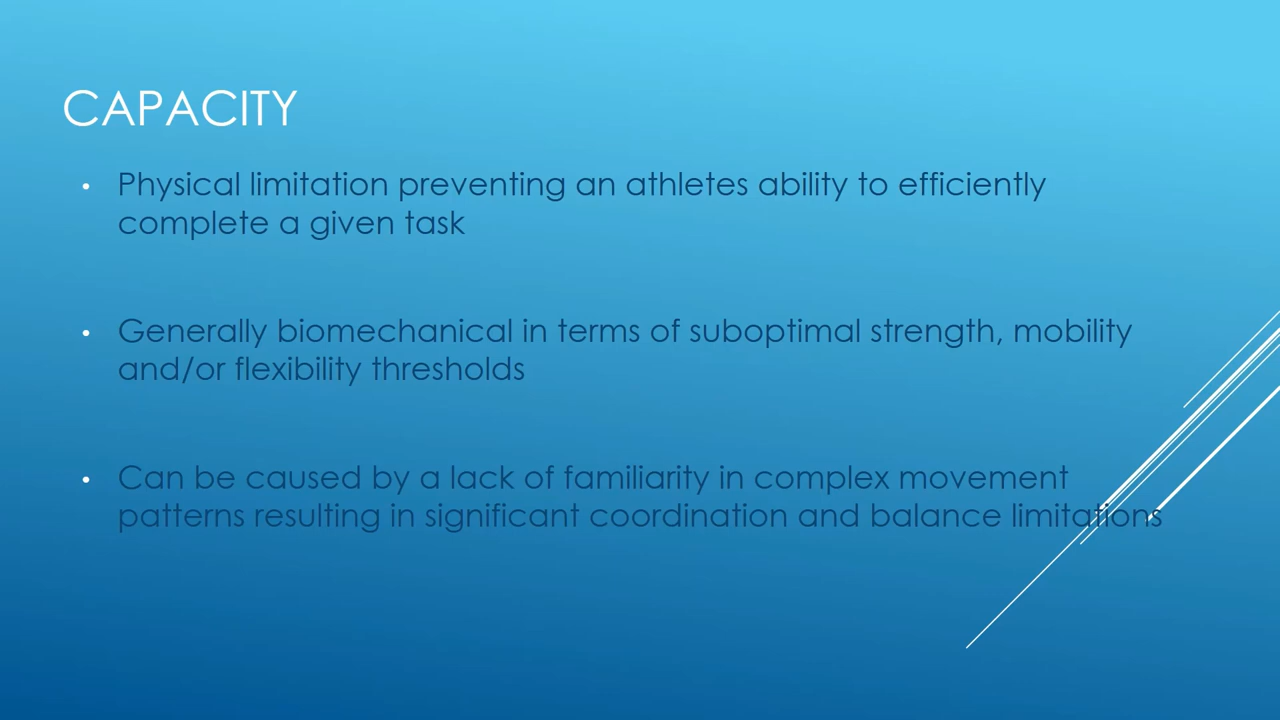 CAPACITY
• Physical limitation preventing an athletes ability to efficiently
complete a given task
• Generally biomechanical in terms of suboptimal strength, mobility
and/or flexibility thresholds
• Can be caused by a lack of familiarity in complex movement
patterns resulting in significant coordination and balance limitations